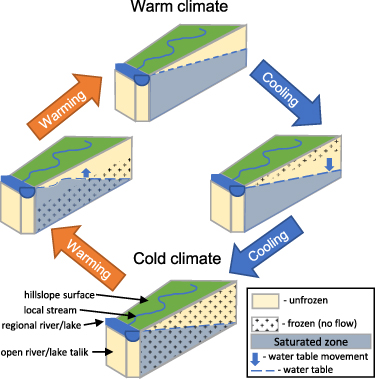 Warm climate
Warming
Cooling
Warming
Cooling
Cold climate
hillslope surface
local stream
regional river/lake
open river/lake talik
- unfrozen
- frozen (no flow)
Saturated zone
- water table movement
- water table